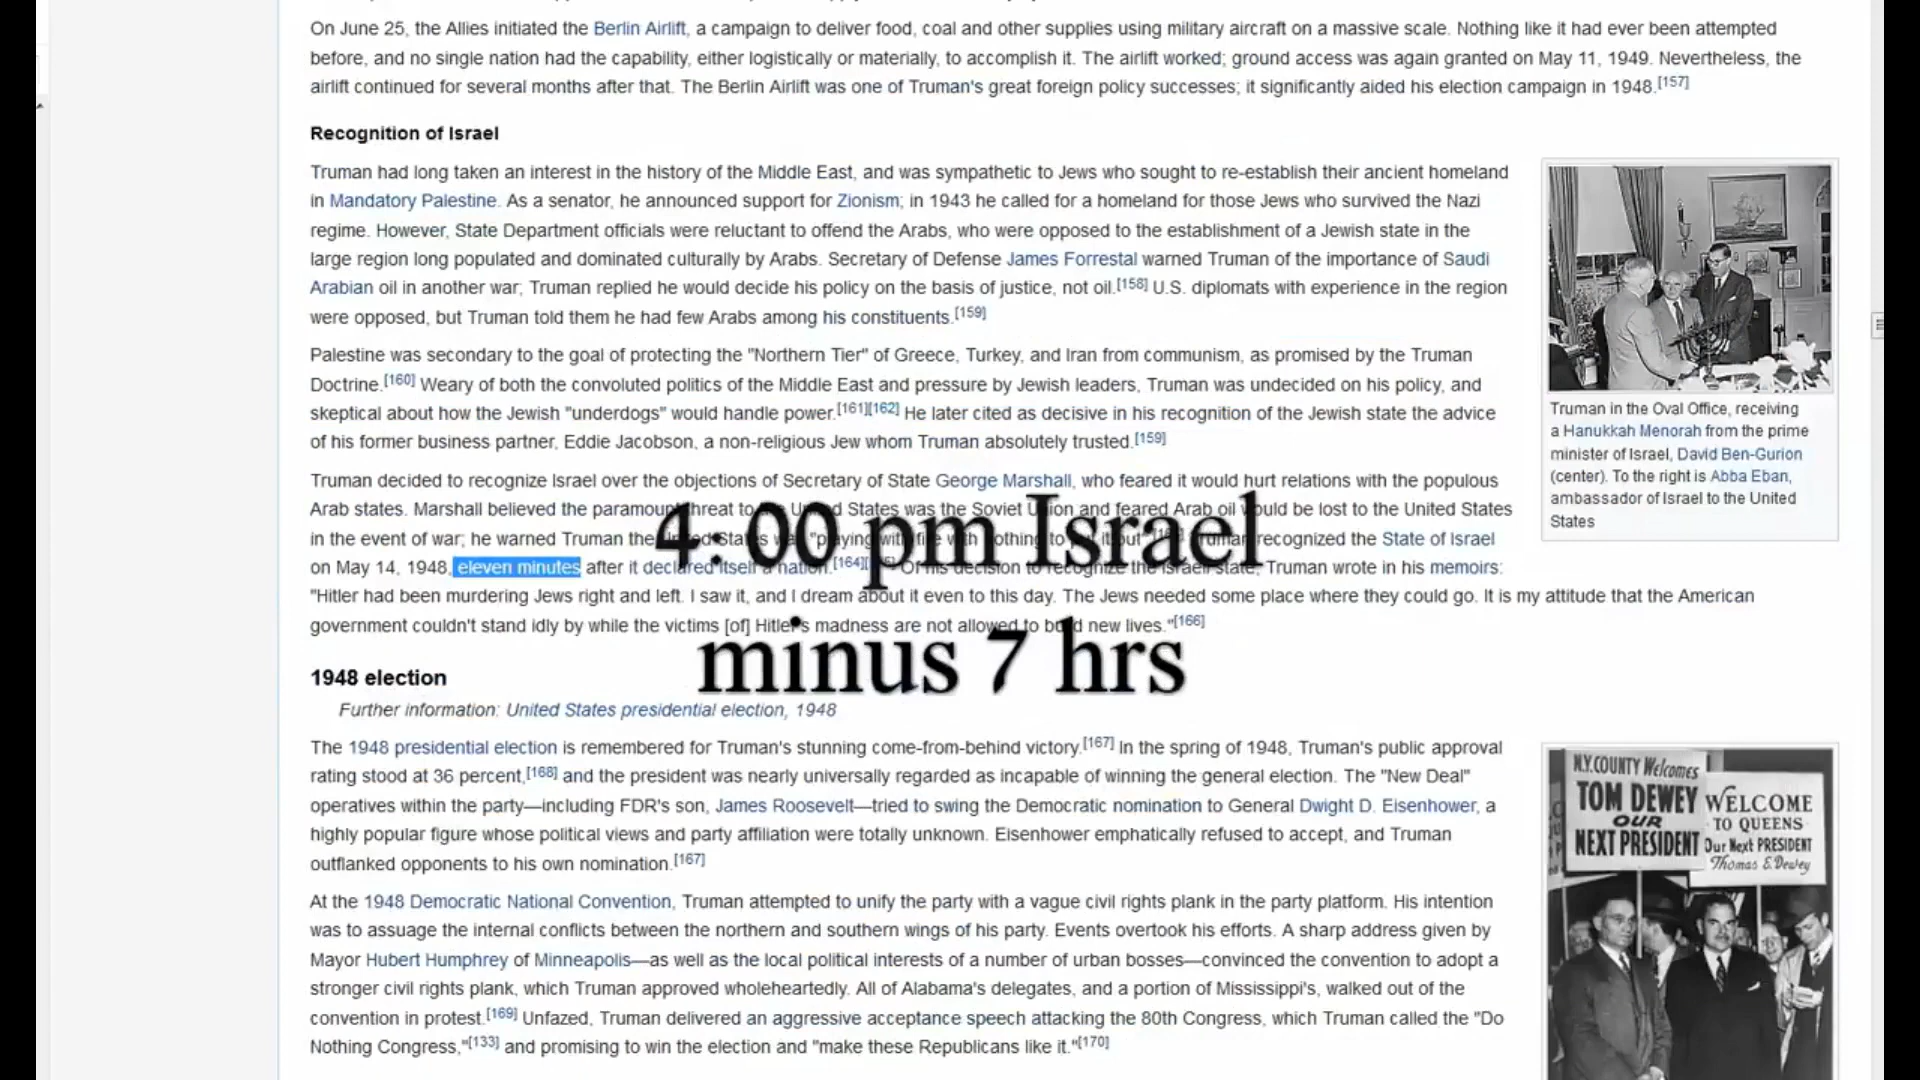 On June 25, the Allies initiated the Berlin Airlift, a campaign to deliver food, coal and other supplies using military aircraft on a massive scale. Nothing like it had ever been attempted
before, and no single nation had the capability, either logistically or materially, to accomplish it. The airlift worked; ground access was again granted on May 11, 1949. Nevertheless, the
airlift continued for several months after that. The Berlin Airlift was one of Truman's great foreign policy successes; it significantly aided his election campaign in 1948.[157]
Recognition of Israel
Truman had long taken an interest in the history of the Middle East, and was sympathetic to Jews who sought to re-establish their ancient homeland
in Mandatory Palestine. As a senator, he announced support for Zionism; in 1943 he called for a homeland for those Jews who survived the Nazi
regime. However, State Department officials were reluctant to offend the Arabs, who were opposed to the establishment of a Jewish state in the
large region long populated and dominated culturally by Arabs. Secretary of Defense James Forrestal warned Truman of the importance of Saudi
Arabian oil in another war; Truman replied he would decide his policy on the basis of justice, not oil.[158] U.S. diplomats with experience in the region
were opposed, but Truman told them he had few Arabs among his constituents.[159]
Palestine was secondary to the goal of protecting the "Northern Tier" of Greece, Turkey, and Iran from communism, as promised by the Truman
Doctrine.[160] Weary of both the convoluted politics of the Middle East and pressure by Jewish leaders, Truman was undecided on his policy, and
skeptical about how the Jewish "underdogs" would handle power.[161][162] He later cited as decisive in his recognition of the Jewish state the advice
of his former business partner, Eddie Jacobson, a non-religious Jew whom Truman absolutely trusted.[159]
Truman decided to recognize Israel over the objections of Secretary of State George Marshall, who feared it would hurt relations with the populous
Arab states. Marshall believed the paramount threat to the United States was the Soviet Union and feared Arab oil would be lost to the United States
in the event of war; he warned Truman the United States was "playing with fire with nothing to put it out" Truman recognized the State of Israel
on May 14, 1948, eleven minutes after it declared itself a nation.[164] Of his decision to recognize the Israeli state, Truman wrote in his memoirs:
"Hitler had been murdering Jews right and left. I saw it, and I dream about it even to this day. The Jews needed some place where they could go. It is my attitude that the American
government couldn't stand idly by while the victims [of] Hitler's madness are not allowed to build new lives."[166]
4:00 pm Israel
minus 7 hrs
Truman in the Oval Office, receiving
a Hanukkah Menorah from the prime
minister of Israel, David Ben-Gurion
(center). To the right is Abba Eban,
ambassador of Israel to the United
States
1948 election
Further information: United States presidential election, 1948
The 1948 presidential election is remembered for Truman's stunning come-from-behind victory.[167] In the spring of 1948, Truman's public approval
rating stood at 36 percent,[168] and the president was nearly universally regarded as incapable of winning the general election. The "New Deal"
operatives within the party—including FDR's son, James Roosevelt—tried to swing the Democratic nomination to General Dwight D. Eisenhower, a
highly popular figure whose political views and party affiliation were totally unknown. Eisenhower emphatically refused to accept, and Truman
outflanked opponents to his own nomination.[167]
At the 1948 Democratic National Convention, Truman attempted to unify the party with a vague civil rights plank in the party platform. His intention
was to assuage the internal conflicts between the northern and southern wings of his party. Events overtook his efforts. A sharp address given by
Mayor Hubert Humphrey of Minneapolis—as well as the local political interests of a number of urban bosses—convinced the convention to adopt a
stronger civil rights plank, which Truman approved wholeheartedly. All of Alabama's delegates, and a portion of Mississippi's, walked out of the
convention in protest.[169] Unfazed, Truman delivered an aggressive acceptance speech attacking the 80th Congress, which Truman called the "Do
Nothing Congress,"[133] and promising to win the election and "make these Republicans like it."[170]
N.Y. COUNTY Welcomes
TOM DEWEY
OUR
NEXT PRESIDENT
WELCOME
TO QUEENS
Our Next PRESIDENT
Thomas E. Dewey